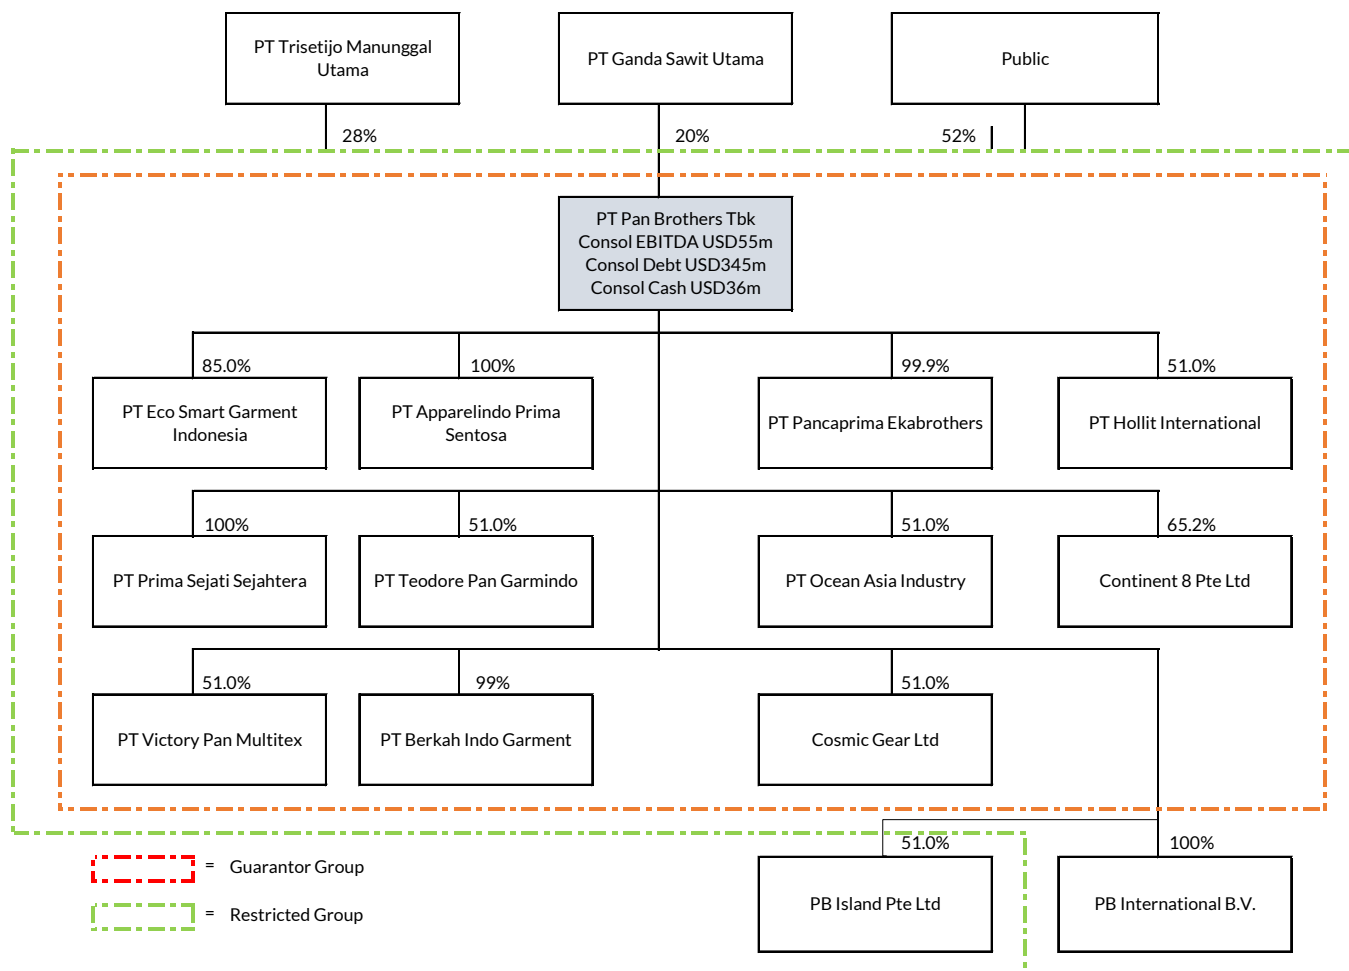 PT Trisetijo Manunggal
Utama
PT Ganda Sawit Utama
Public
28%
20%
52%
PT Pan Brothers Tbk
Consol EBITDA USD55m
Consol Debt USD345m
Consol Cash USD36m
85.0%
100%
99.9%
51.0%
PT Eco Smart Garment
Indonesia
PT Apparelindo Prima
Sentosa
PT Pancaprima Ekabrothers
PT Hollit International
100%
51.0%
51.0%
65.2%
PT Prima Sejati Sejahtera
PT Teodore Pan Garmindo
PT Ocean Asia Industry
Continent 8 Pte Ltd
51.0%
99%
51.0%
PT Victory Pan Multitex
PT Berkah Indo Garment
Cosmic Gear Ltd
51.0%
100%
PB Island Pte Ltd
PB International B.V.
= Guarantor Group
= Restricted Group